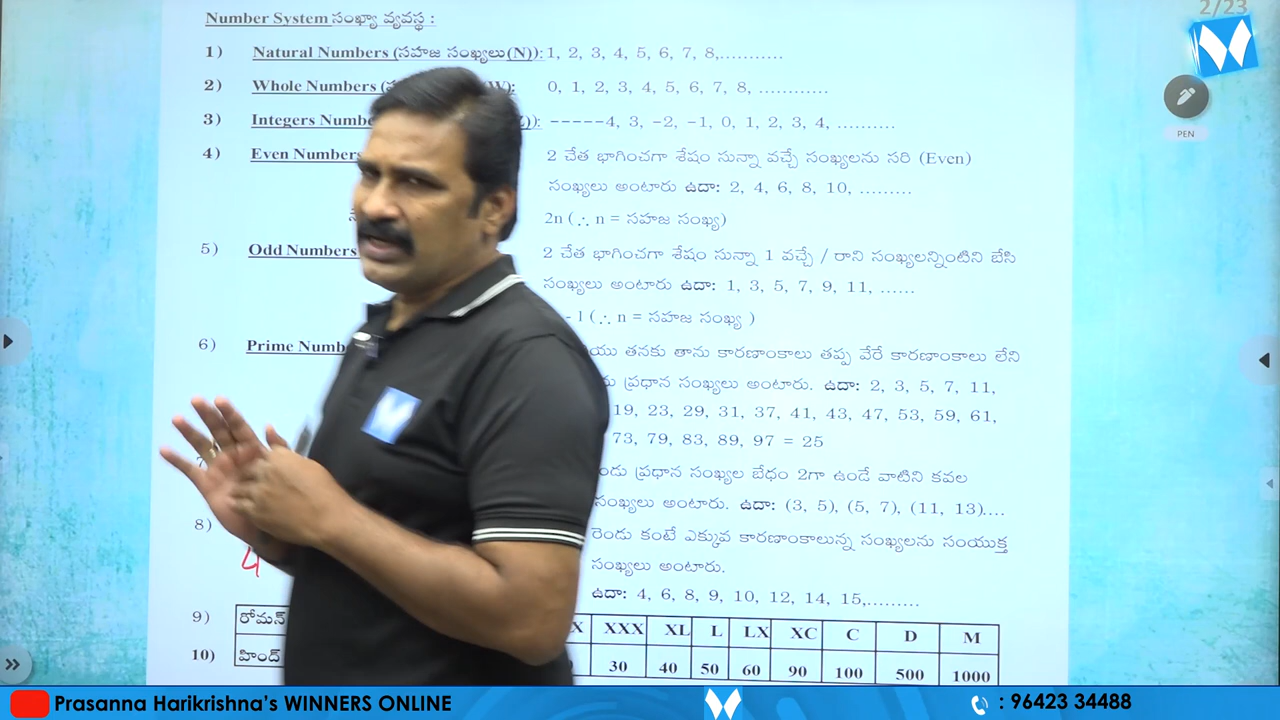 2/23
Number System సంఖ్యా వ్యవస్థ :
1) Natural Numbers (సహజ సంఖ్యలు(N)): 1, 2, 3, 4, 5, 6, 7, 8,...........
2) Whole Numbers 0, 1, 2, 3, 4, 5, 6, 7, 8, ............
PEN
3) Integers Z)): -----4, 3, -2, -1, 0, 1, 2, 3, 4, ..........
4) Even Numbers 2 చేత భాగించగా శేషం సున్నా వచ్చే సంఖ్యలను సరి (Even)
సంఖ్యలు అంటారు ఉదా: 2, 4, 6, 8, 10, .........
2n (∴ n = సహజ సంఖ్య)
5) Odd Numbers 2 చేత భాగించగా శేషం సున్నా 1 వచ్చే / రాని సంఖ్యలన్నింటిని బేసి
సంఖ్యలు అంటారు ఉదా: 1, 3, 5, 7, 9, 11, ......
- 1 (∴ n = సహజ సంఖ్య )
6) Prime తనకు తాను కారణాంకాలు తప్ప వేరే కారణాంకాలు లేని
ప్రధాన సంఖ్యలు అంటారు. ఉదా: 2, 3, 5, 7, 11,
19, 23, 29, 31, 37, 41, 43, 47, 53, 59, 61,
73, 79, 83, 89, 97 = 25
ప్రధాన సంఖ్యల బేధం 2గా ఉండే వాటిని కవల
సంఖ్యలు అంటారు. ఉదా: (3, 5), (5, 7), (11, 13)....
8) రెండు కంటే ఎక్కువ కారణాంకాలున్న సంఖ్యలను సంయుక్త
సంఖ్యలు అంటారు.
4
ఉదా: 4, 6, 8, 9, 10, 12, 14, 15,.........
9) రోమన్ XXX XL L LX XC C D M
10) హింద్ 30 40 50 60 90 100 500 1000
Prasanna Harikrishna's WINNERS ONLINE : 96423 34488